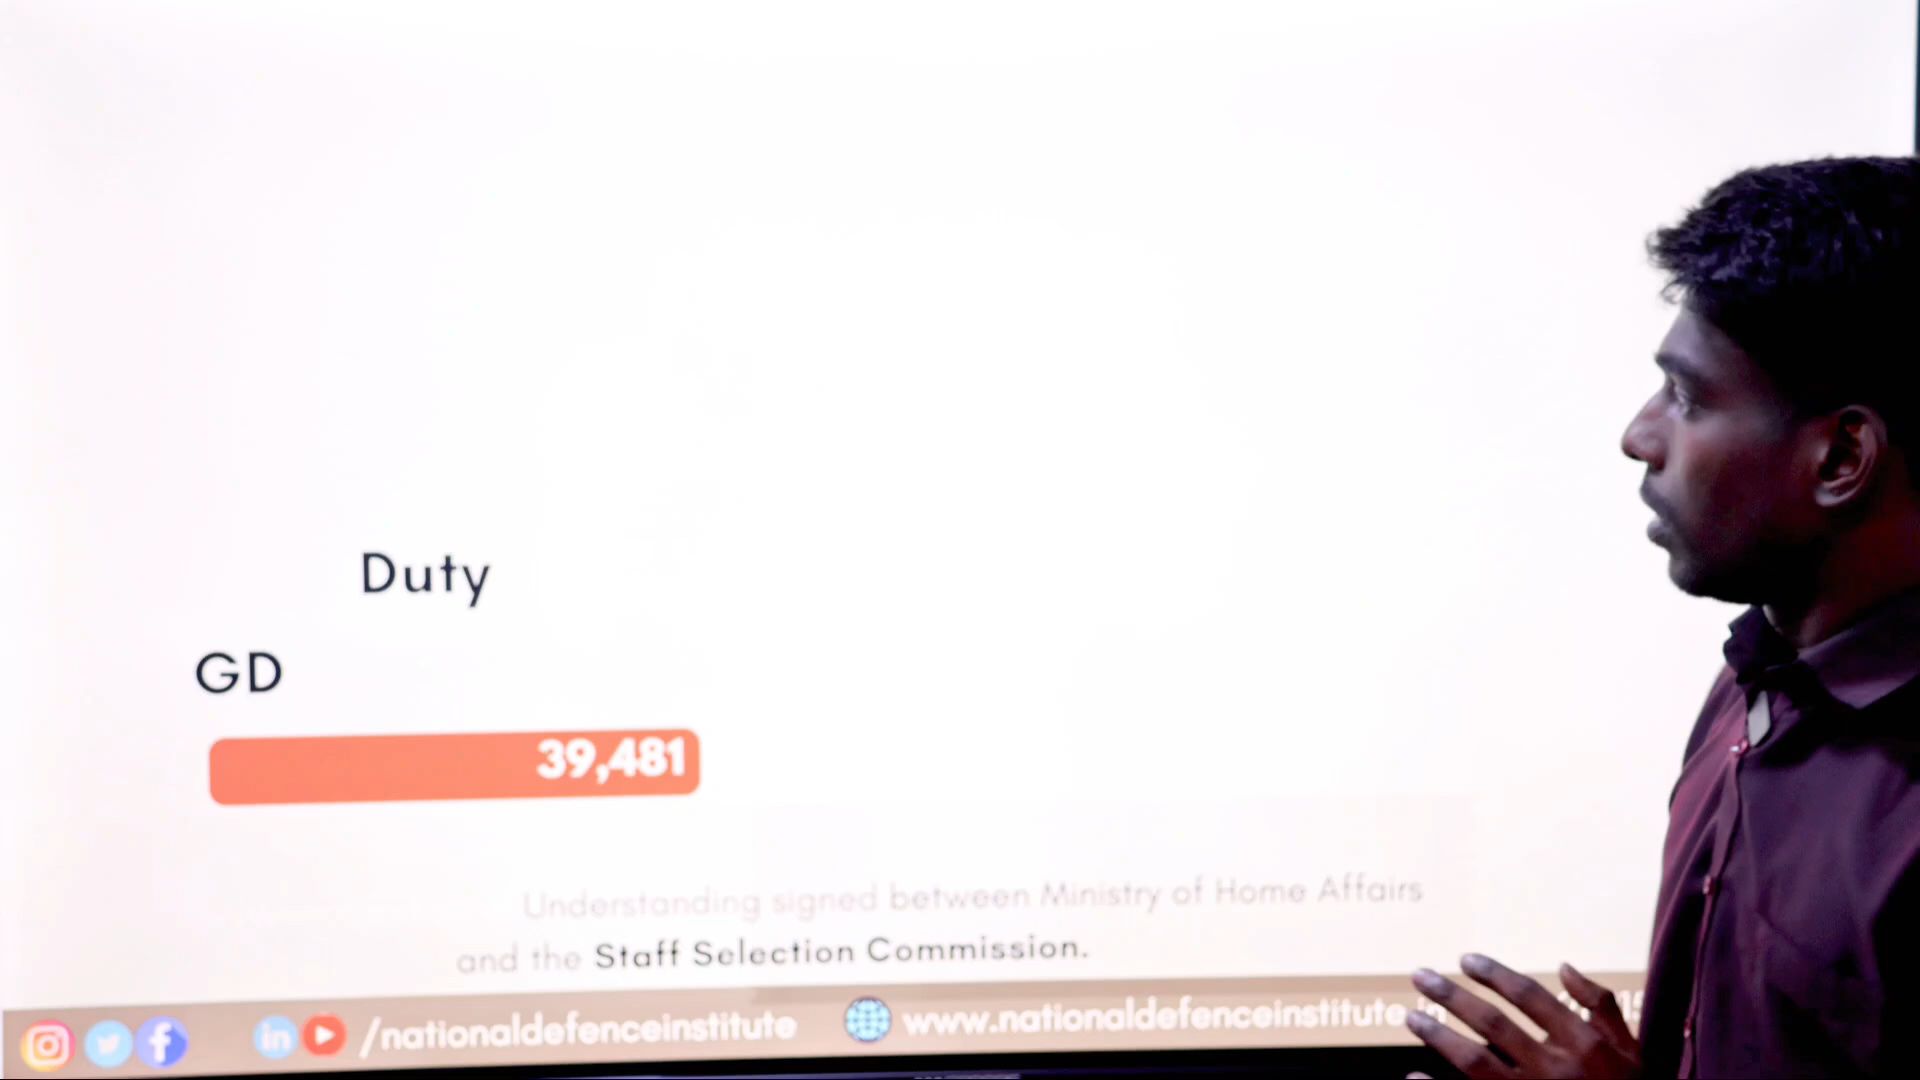 Duty
GD
39,481
Understanding signed between Ministry of Home Affairs
and the Staff Selection Commission.
/nationaldefenceinstitute www.nationaldefenceinstitute.in